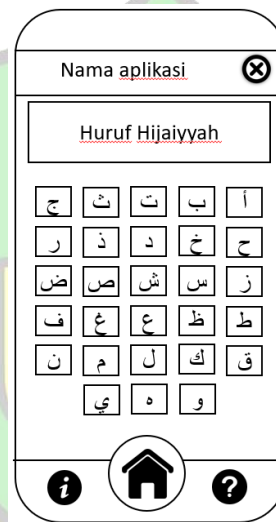 Nama aplikasi
Huruf Hijaiyyah
أ ب ت ث ج
ح خ د ذ ر
ز س ش ص ض
ط ظ ع غ ف
ق ك ل م ن
و ه ي
i ?